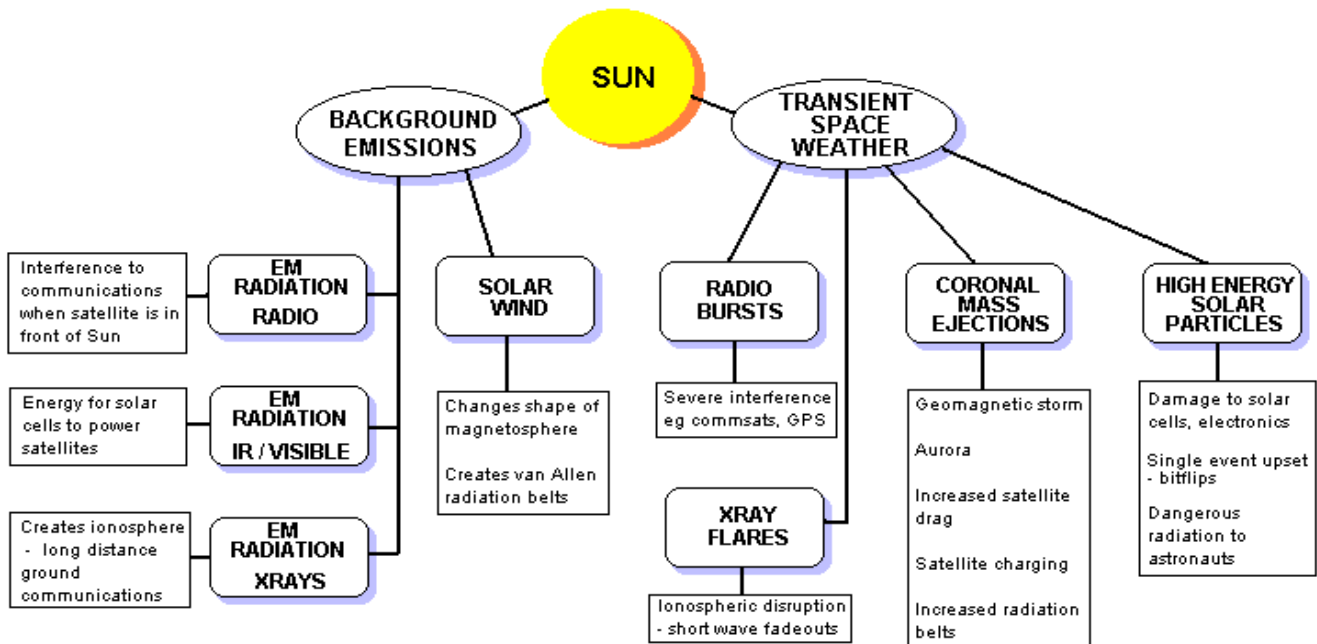 SUN
BACKGROUND
EMISSIONS
TRANSIENT
SPACE
WEATHER
Interference to
communications
when satellite is in
front of Sun
EM
RADIATION
RADIO
Energy for solar
cells to power
satellites
EM
RADIATION
IR / VISIBLE
Creates ionosphere
- long distance
ground
communications
EM
RADIATION
XRAYS
SOLAR
WIND
Changes shape of
magnetosphere
Creates van Allen
radiation belts
RADIO
BURSTS
Severe interference
eg commsats, GPS
XRAY
FLARES
Ionospheric disruption
- short wave fadeouts
CORONAL
MASS
EJECTIONS
Geomagnetic storm
Aurora
Increased satellite
drag
Satellite charging
Increased radiation
belts
HIGH ENERGY
SOLAR
PARTICLES
Damage to solar
cells, electronics
Single event upset
- bitflips
Dangerous
radiation to
astronauts